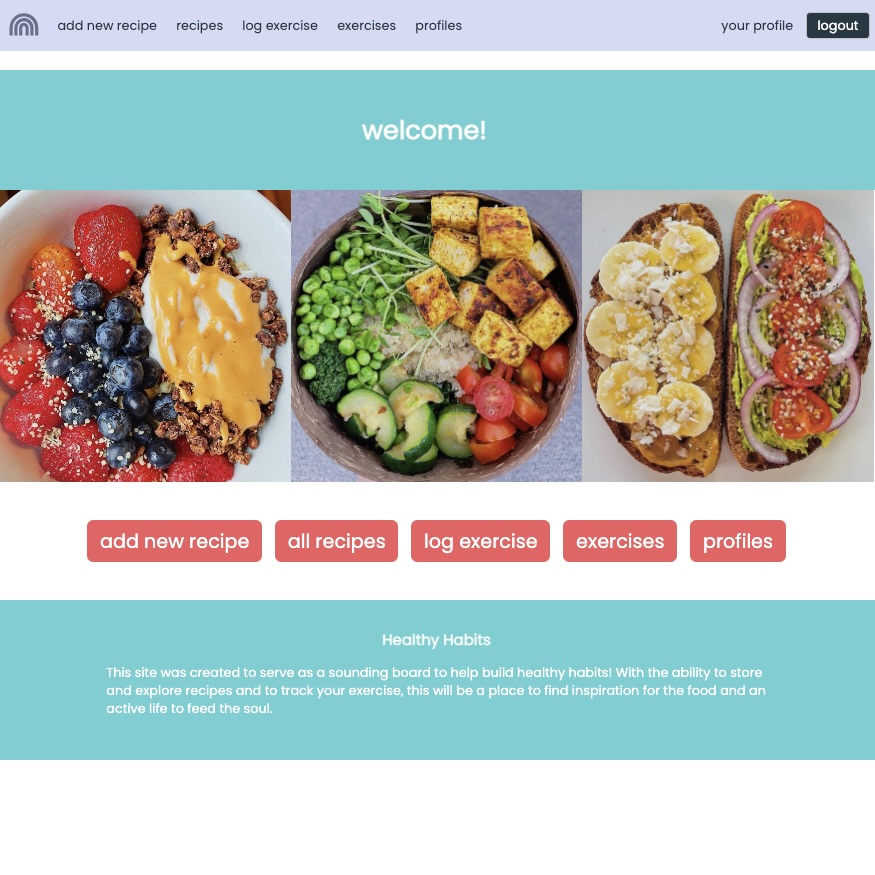 add new recipe recipes log exercise exercises profiles your profile logout
welcome!
add new recipe all recipes log exercise exercises profiles
Healthy Habits
This site was created to serve as a sounding board to help build healthy habits! With the ability to store
and explore recipes and to track your exercise, this will be a place to find inspiration for the food and an
active life to feed the soul.